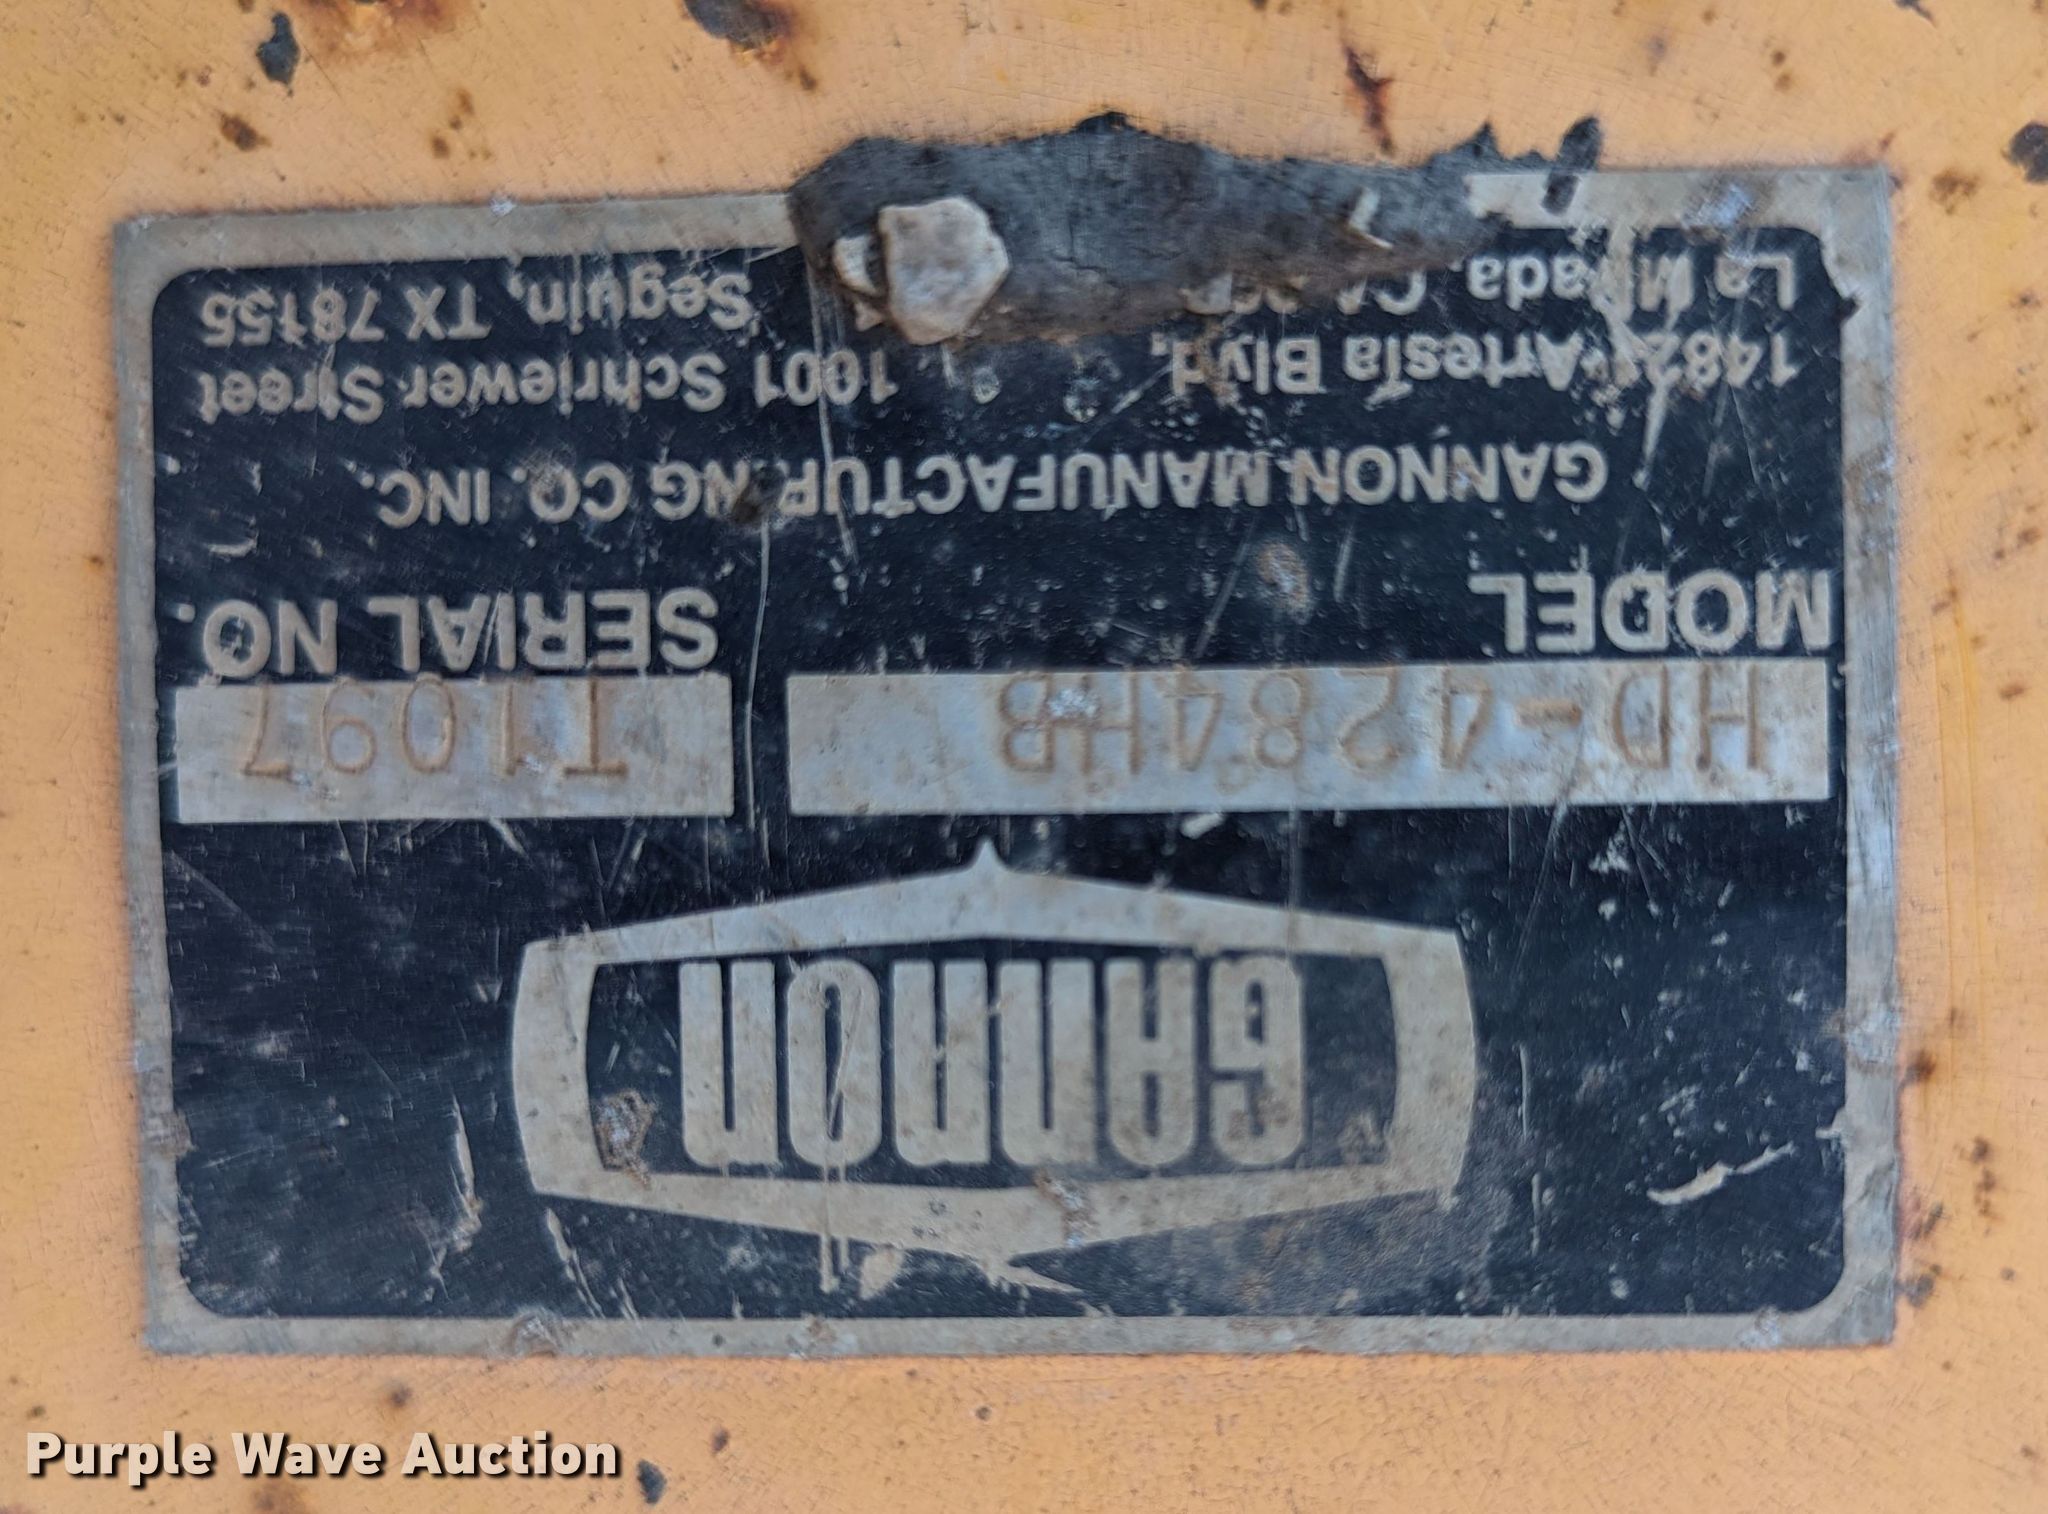 GANNON
HD-4284HB T1097
MODEL SERIAL NO.
GANNON MANUFACTURING CO. INC.
Artesia Blvd, 1001 Schriewer Street
La Mirada, CA Seguin, TX 78155
Purple Wave Auction